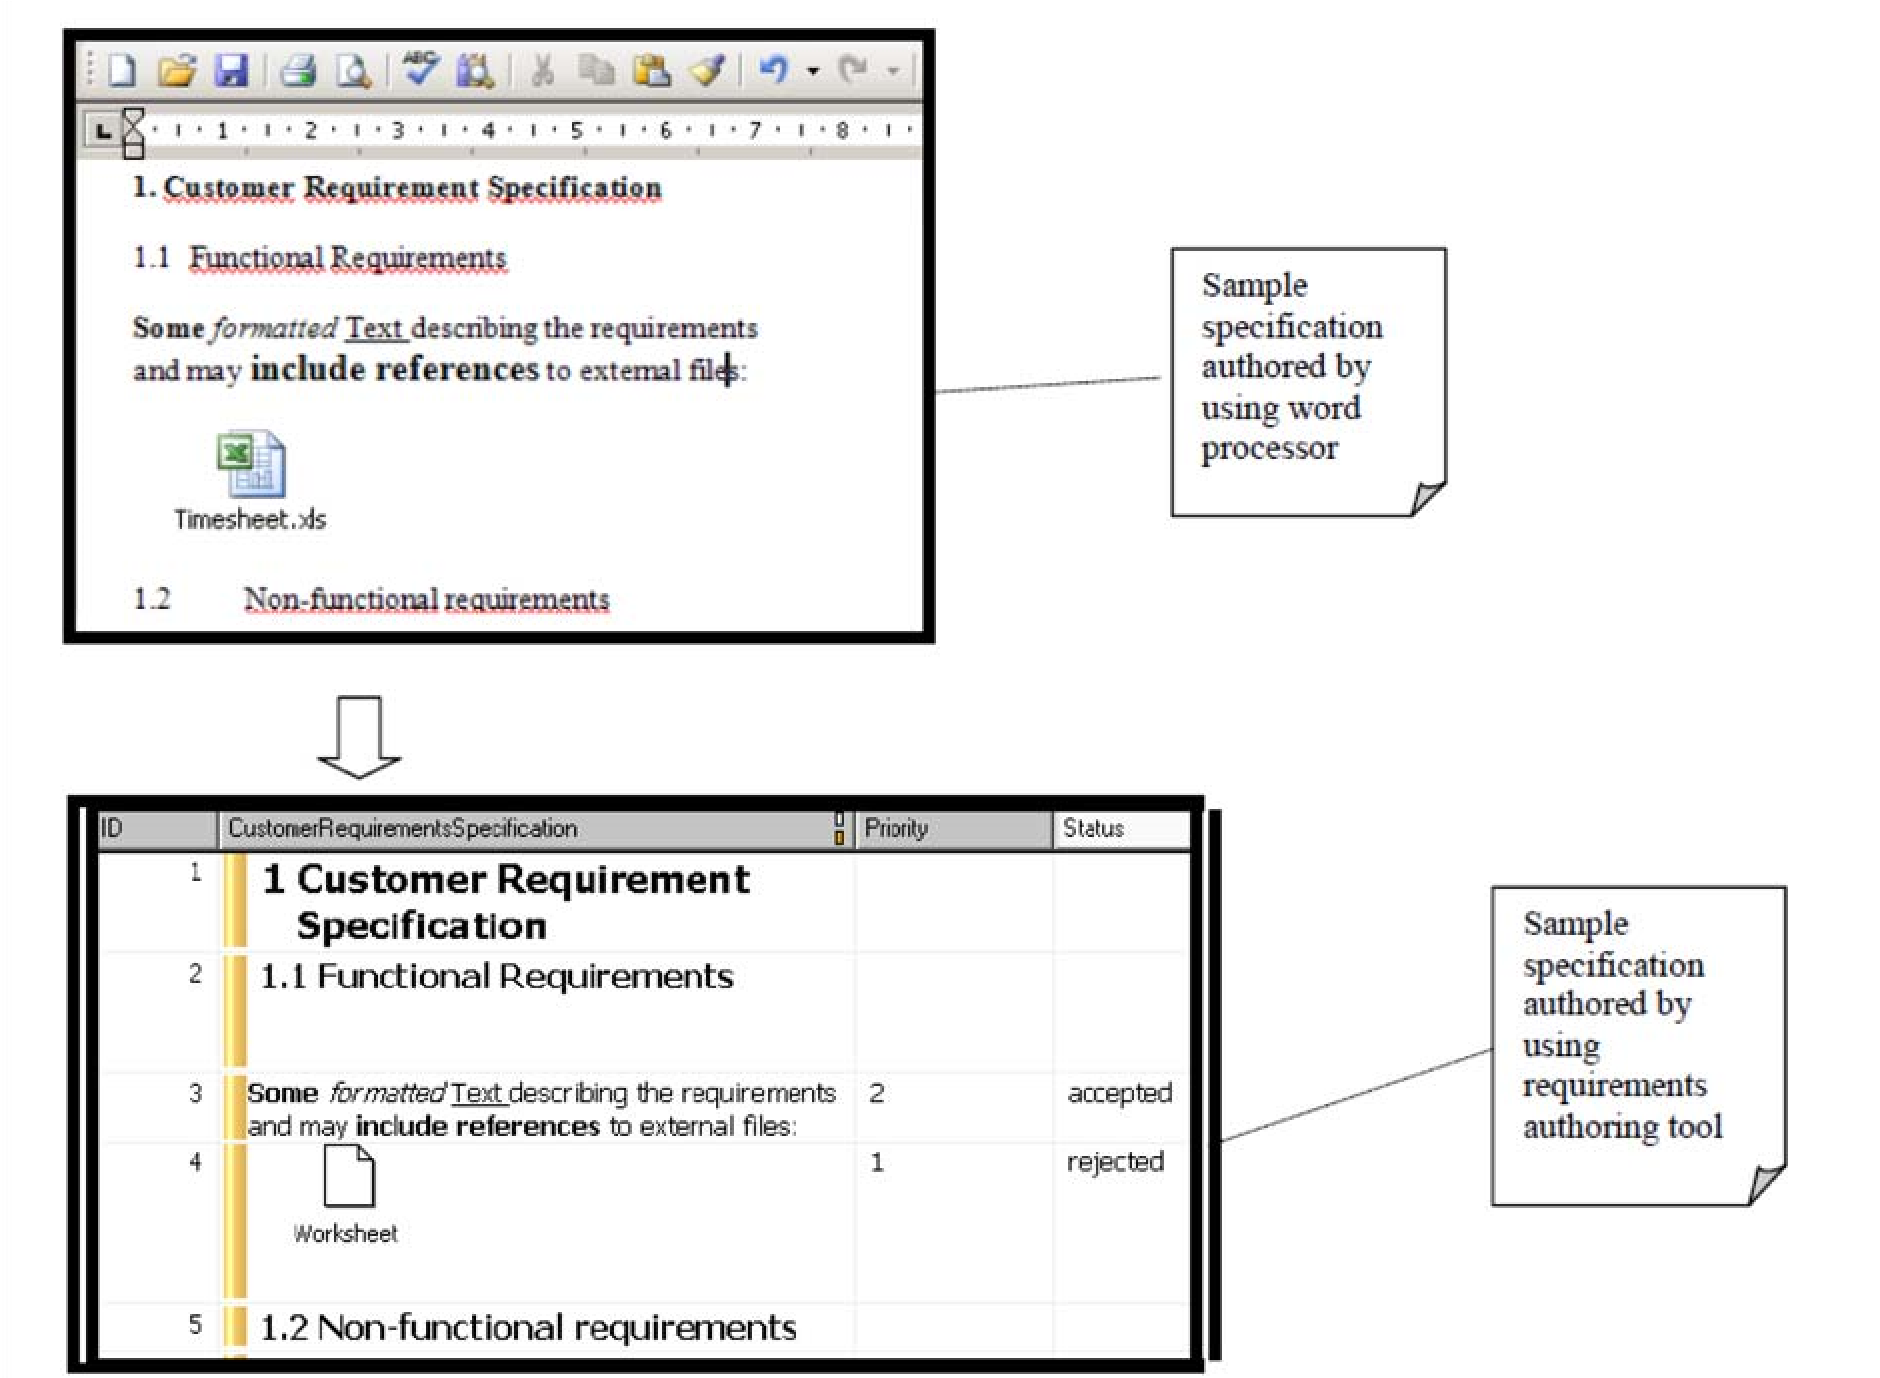 ABC
L 1 2 3 4 5 6 7 8
1. Customer Requirement Specification
1.1 Functional Requirements
Some formatted Text describing the requirements
and may include references to external files:
Timesheet.xls
1.2 Non-functional requirements
Sample
specification
authored by
using word
processor
ID CustomerRequirementsSpecification Priority Status
1 1 Customer Requirement
Specification
2 1.1 Functional Requirements
3 Some formatted Text describing the requirements 2 accepted
and may include references to external files:
4 1 rejected
Worksheet
5 1.2 Non-functional requirements
Sample
specification
authored by
using
requirements
authoring tool